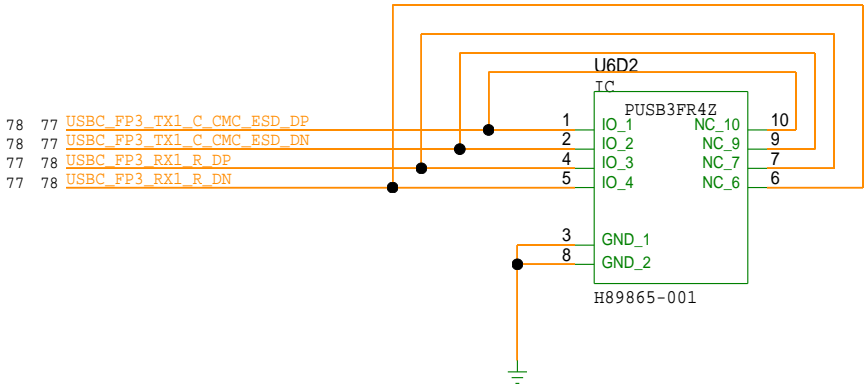 U6D2
IC
PUSB3FR4Z
78 77 USBC_FP3_TX1_C_CMC_ESD_DP 1 IO_1 NC_10 10
78 77 USBC_FP3_TX1_C_CMC_ESD_DN 2 IO_2 NC_9 9
77 78 USBC_FP3_RX1_R_DP 4 IO_3 NC_7 7
77 78 USBC_FP3_RX1_R_DN 5 IO_4 NC_6 6
3 GND_1
8 GND_2
H89865-001